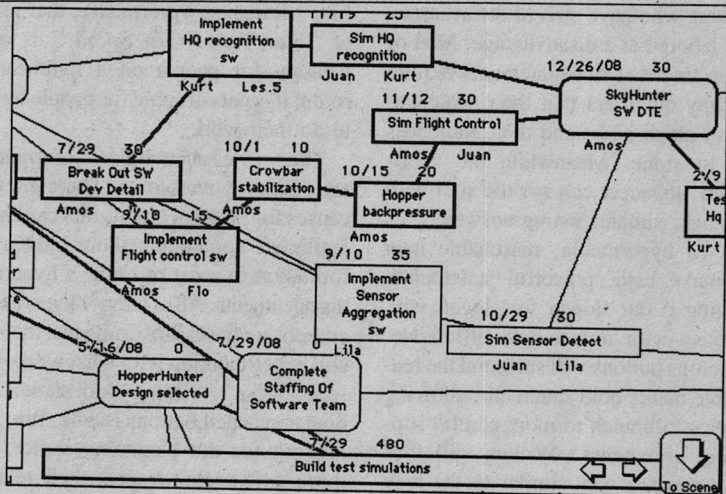 Implement
HQ recognition
sw
Kurt Les.5
11/19 25
Sim HQ
recognition
Juan Kurt
12/26/08 30
SkyHunter
SW DTE
Amos
11/12 30
Sim Flight Control
Amos Juan
7/29 30
Break Out SW
Dev Detail
Amos
10/1 10
Crowbar
stabilization
Amos
10/15 20
Hopper
backpressure
Amos
Kurt
9/10 15
Implement
Flight control sw
Amos Flo
9/10 35
Implement
Sensor
Aggregation
sw
Lila
10/29 30
Sim Sensor Detect
Juan Lila
5/16/08 0
HopperHunter
Design selected
7/29/08 0
Complete
Staffing Of
Software Team
7/29 480
Build test simulations
To Scene